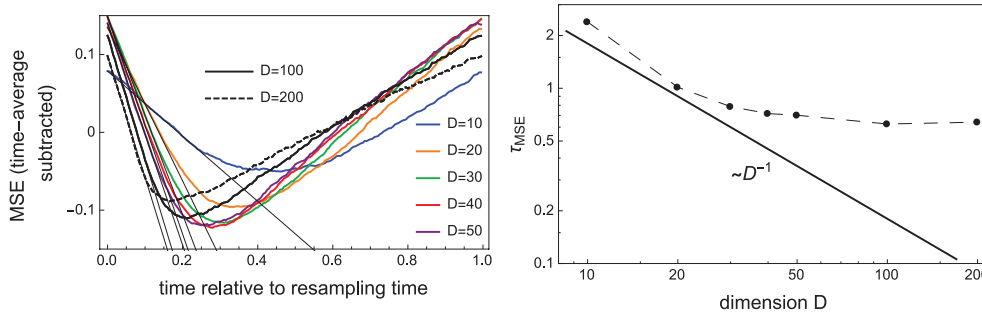 MSE (time−average
subtracted)
0.1
0
−0.1
0.0
0.2
0.4
0.6
0.8
1.0
time relative to resampling time
D=100
D=200
D=10
D=20
D=30
D=40
D=50
τMSE
2
1
0.5
0.2
0.1
10
20
50
100
200
~D⁻¹
dimension D